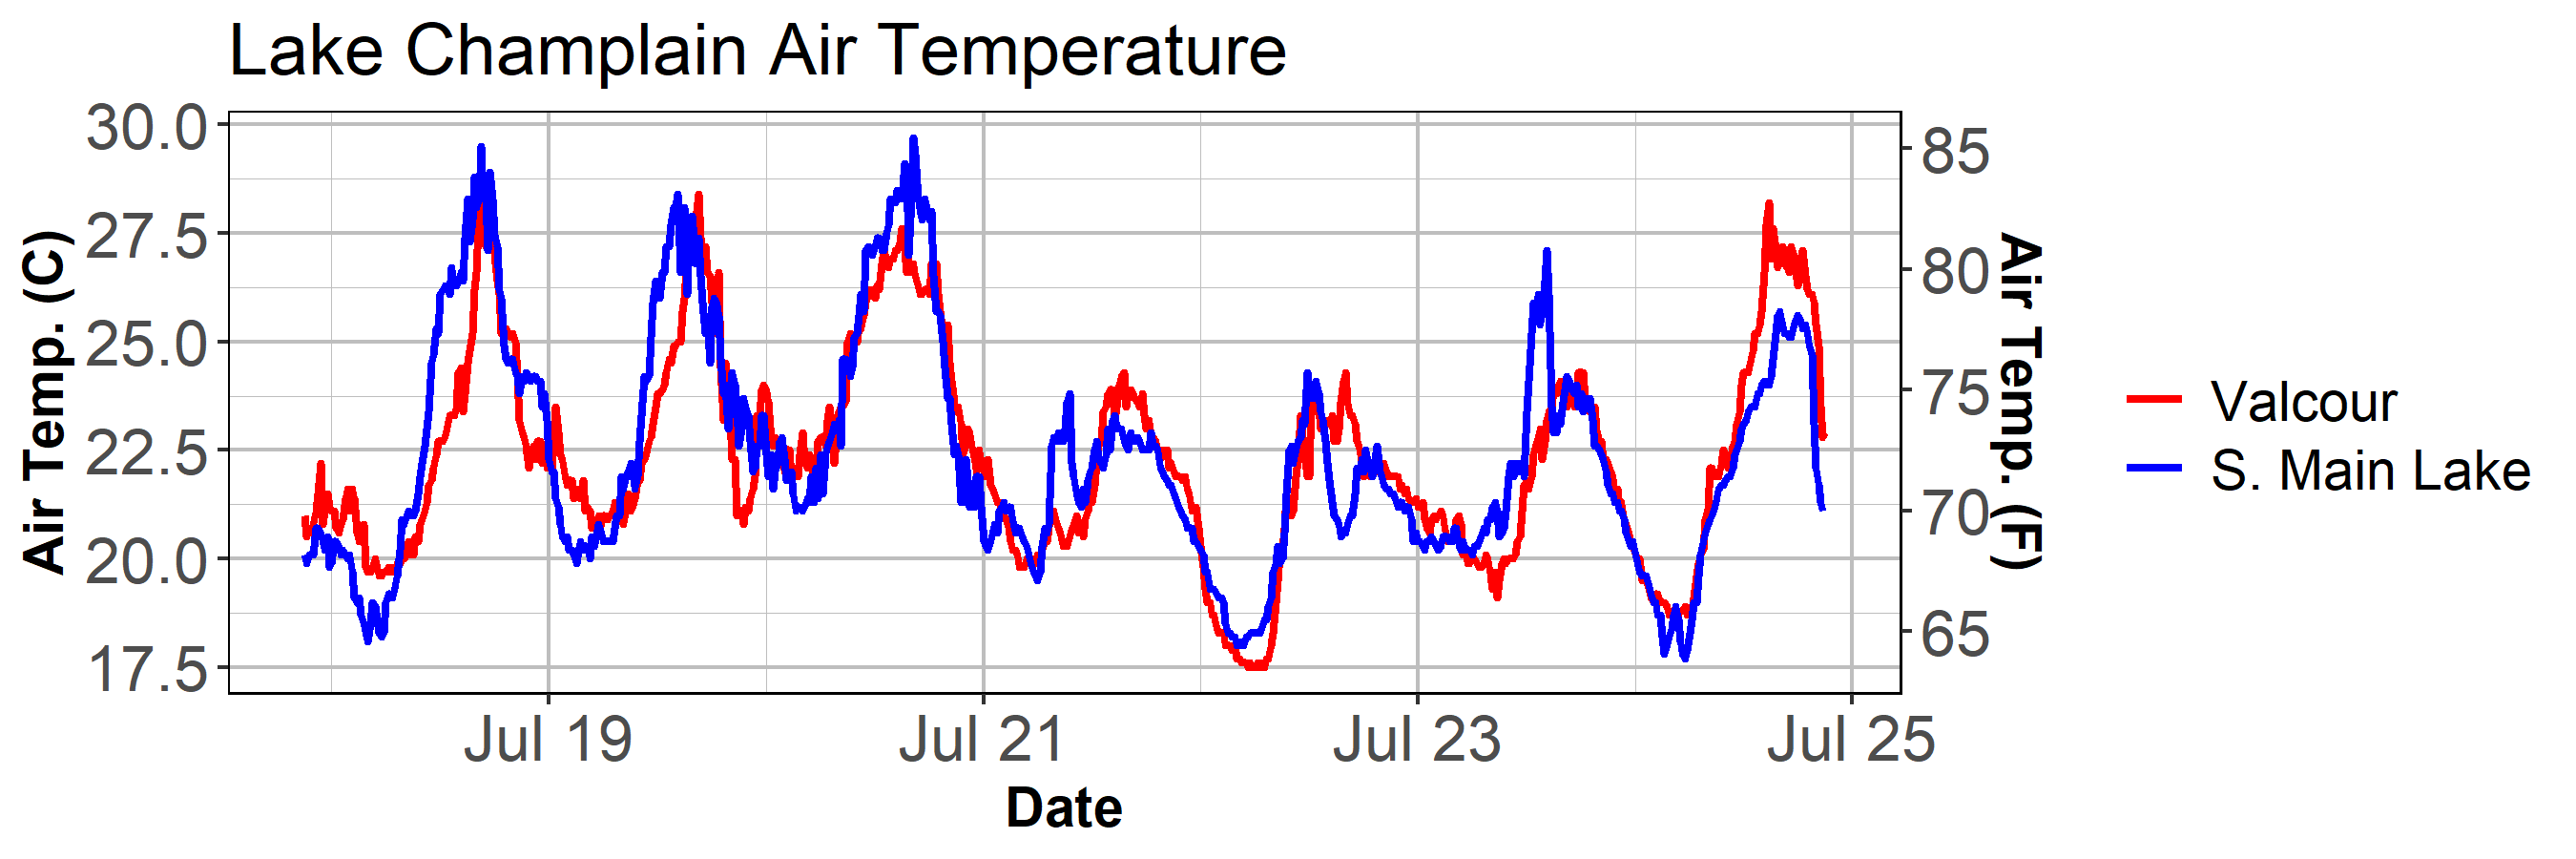 Lake Champlain Air Temperature
30.0
27.5
25.0
22.5
20.0
17.5
Air Temp. (C)
85
80
75
70
65
Air Temp. (F)
Jul 19
Jul 21
Jul 23
Jul 25
Date
Valcour
S. Main Lake